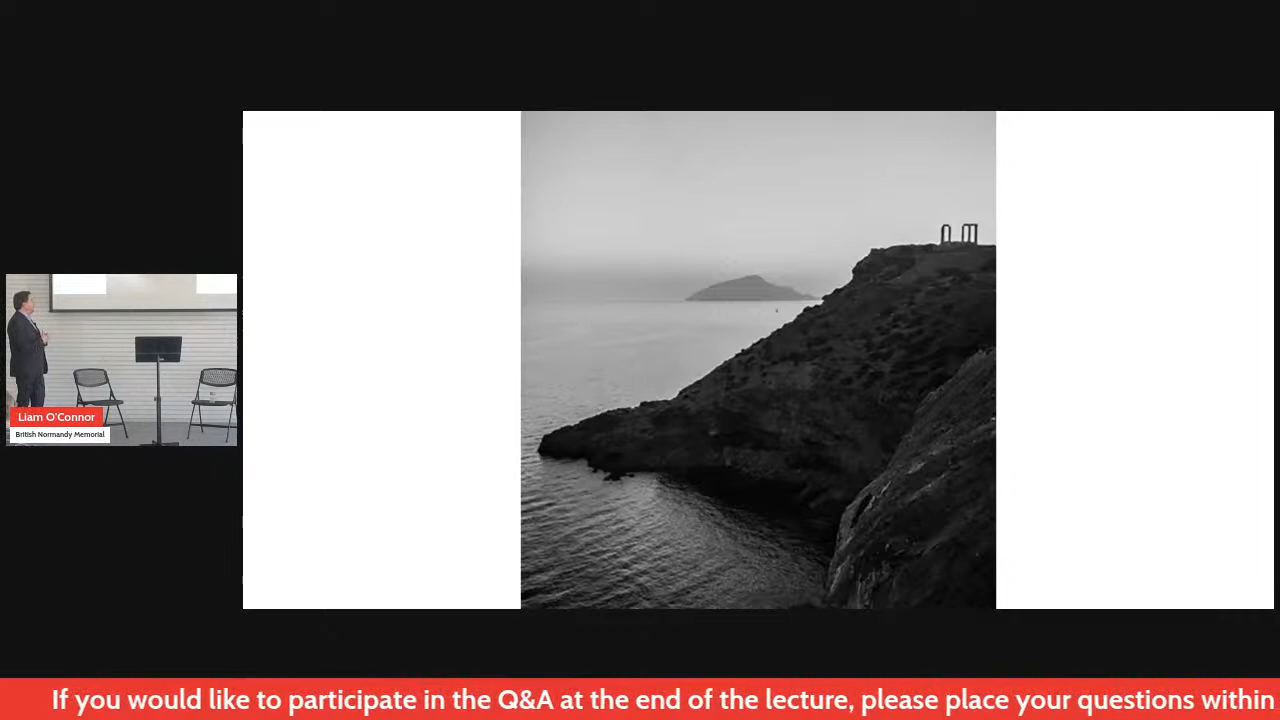 Liam O'Connor
British Normandy Memorial
If you would like to participate in the Q&A at the end of the lecture, please place your questions within